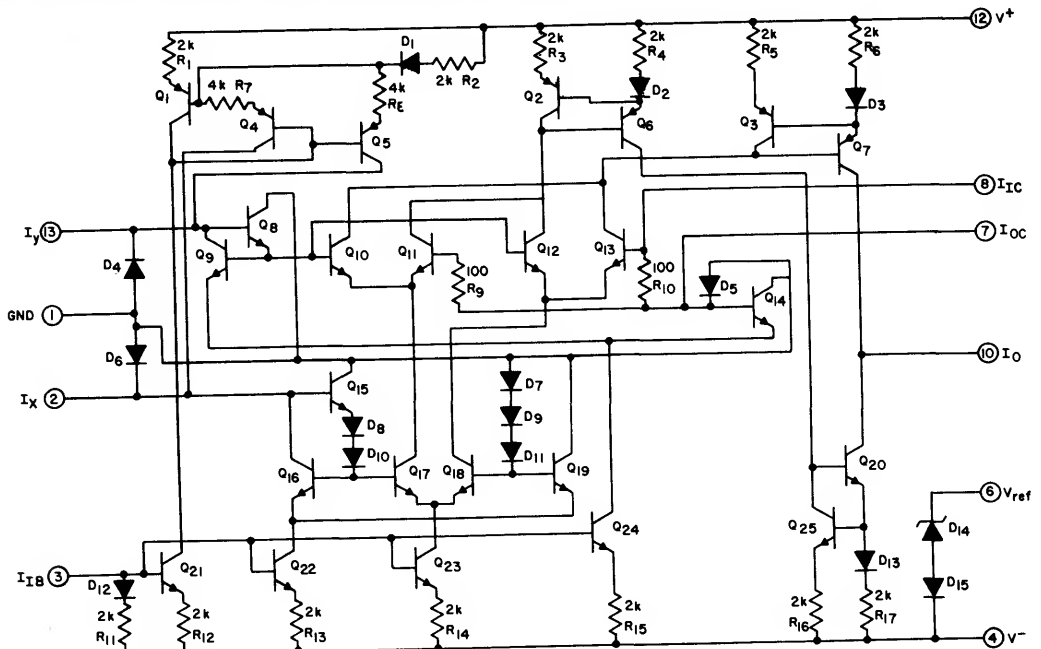 2k R1
D1
2k R2
2k R3
2k R4
2k R5
2k R6
12 V+
Q1
4k R7
4k RE
Q2
D2
D3
Q4
Q5
Q6
Q3
Q7
8 IIC
Iy 13
Q8
Q9
Q10
Q11
Q12
Q13
7 IOC
D4
100 R9
100 R10
D5
Q14
GND 1
D6
10 IO
IX 2
Q15
D8
D7
D9
D10
D11
Q16
Q17
Q18
Q19
Q20
6 Vref
Q24
Q25
D14
IIB 3
D12
Q21
Q22
Q23
D13
D15
2k R11
2k R12
2k R13
2k R14
2k R15
2k R16
2k R17
4 V-